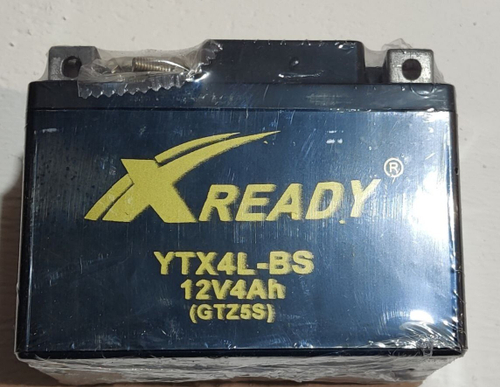 XREADY®
YTX4L-BS
12V4Ah
(GTZ5S)